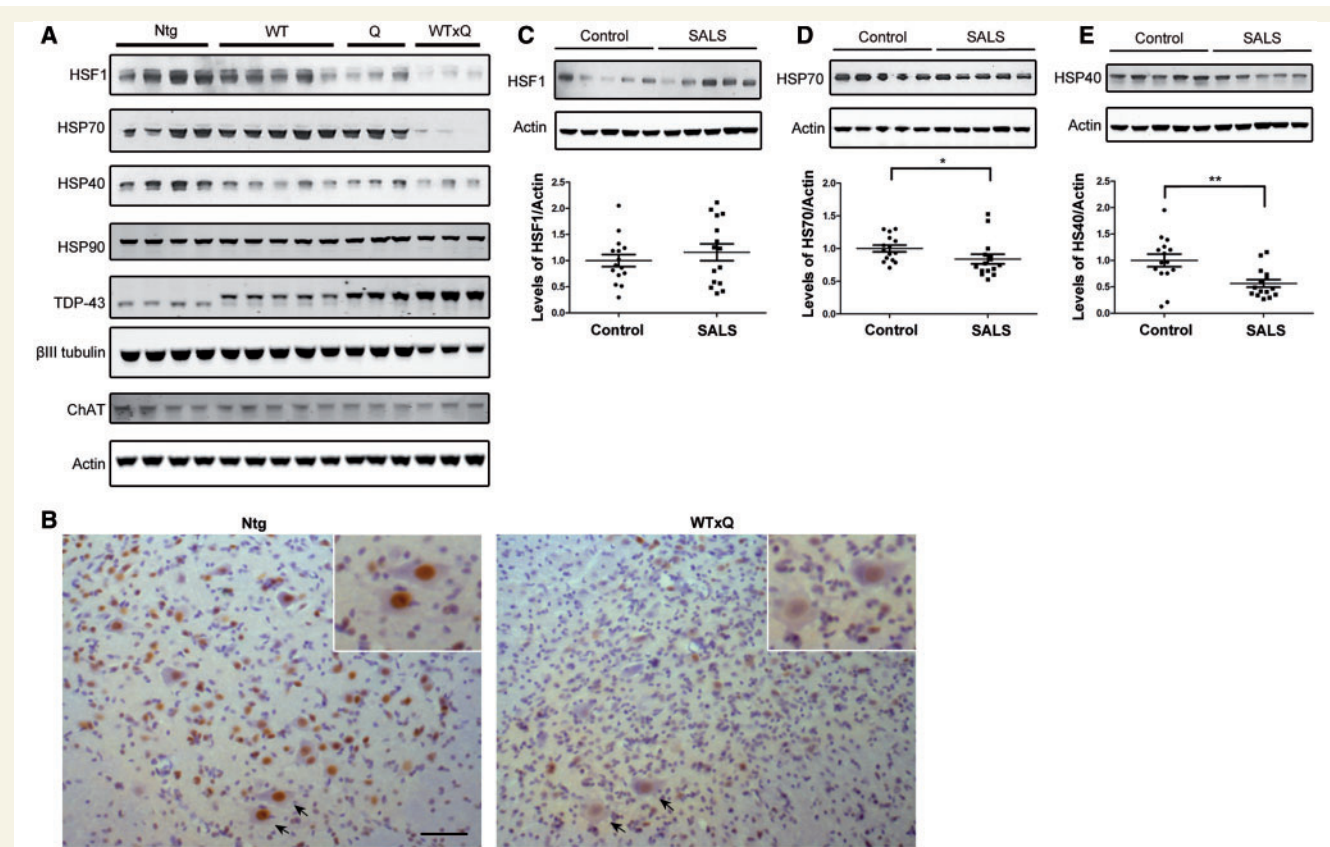 A
Ntg WT Q WTxQ
HSF1
HSP70
HSP40
HSP90
TDP-43
βIII tubulin
ChAT
Actin
C
Control SALS
HSF1
Actin
Levels of HSF1/Actin
2.5
2.0
1.5
1.0
0.5
0.0
Control SALS
D
Control SALS
HSP70
Actin
*
Levels of HS70/Actin
2.0
1.5
1.0
0.5
0.0
Control SALS
E
Control SALS
HSP40
Actin
**
Levels of HS40/Actin
2.5
2.0
1.5
1.0
0.5
0.0
Control SALS
B
Ntg WTxQ